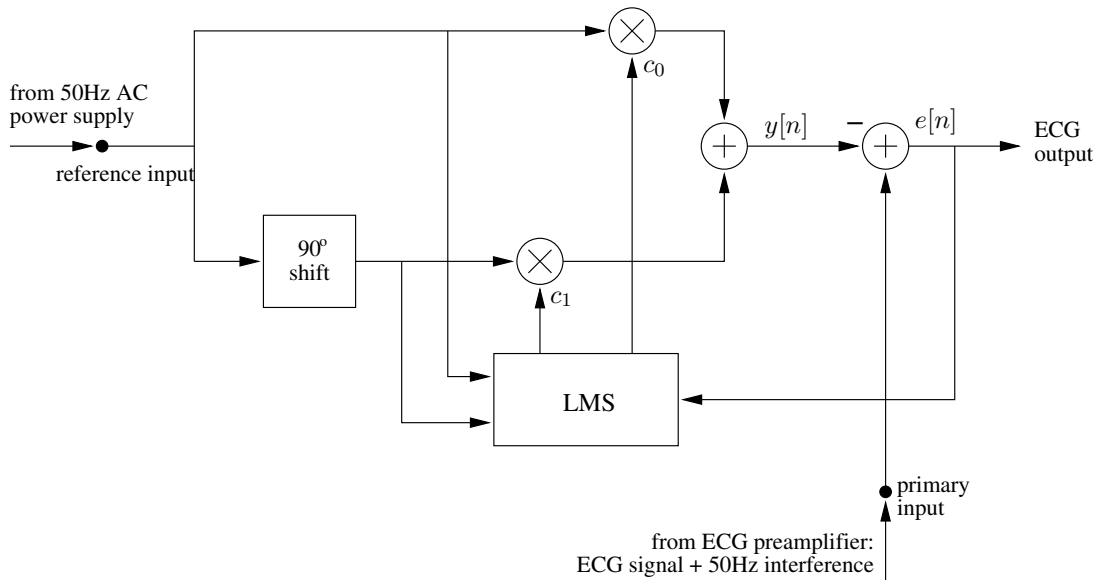 from 50Hz AC
power supply
reference input
90º
shift
c₀
c₁
LMS
+
y[n]
−
+
e[n]
ECG
output
primary
input
from ECG preamplifier:
ECG signal + 50Hz interference